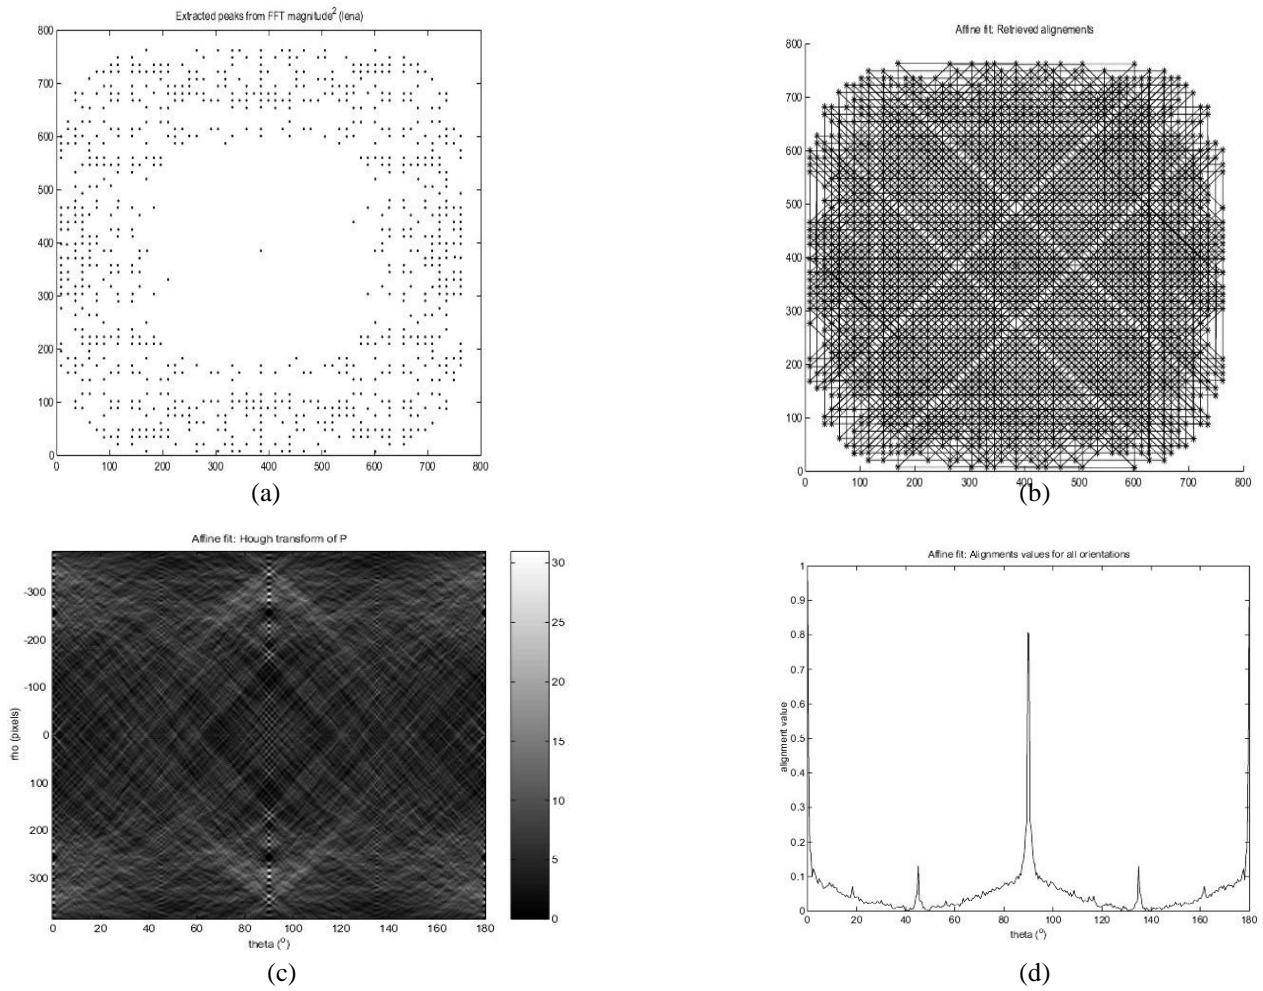 Extracted peaks from FFT magnitude² (lena)
800
700
600
500
400
300
200
100
0
0 100 200 300 400 500 600 700 800
(a)
Affine fit: Retrieved alignements
800
700
600
500
400
300
200
100
0
0 100 200 300 400 500 600 700 800
(b)
Affine fit: Hough transform of P
rho (pixels)
-300
-200
-100
0
100
200
300
0 20 40 60 80 100 120 140 160 180
theta (°)
30
25
20
15
10
5
0
(c)
Affine fit: Alignments values for all orientations
alignment value
1
0.9
0.8
0.7
0.6
0.5
0.4
0.3
0.2
0.1
0
0 20 40 60 80 100 120 140 160 180
theta (°)
(d)